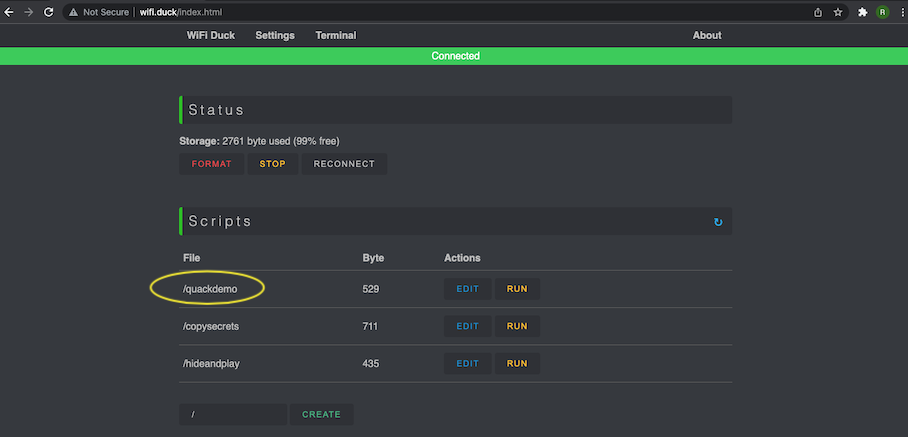 Not Secure | wifi.duck/index.html
R
WiFi Duck Settings Terminal About
Connected
Status
Storage: 2761 byte used (99% free)
FORMAT STOP RECONNECT
Scripts
File Byte Actions
/quackdemo 529 EDIT RUN
/copysecrets 711 EDIT RUN
/hideandplay 435 EDIT RUN
/ CREATE